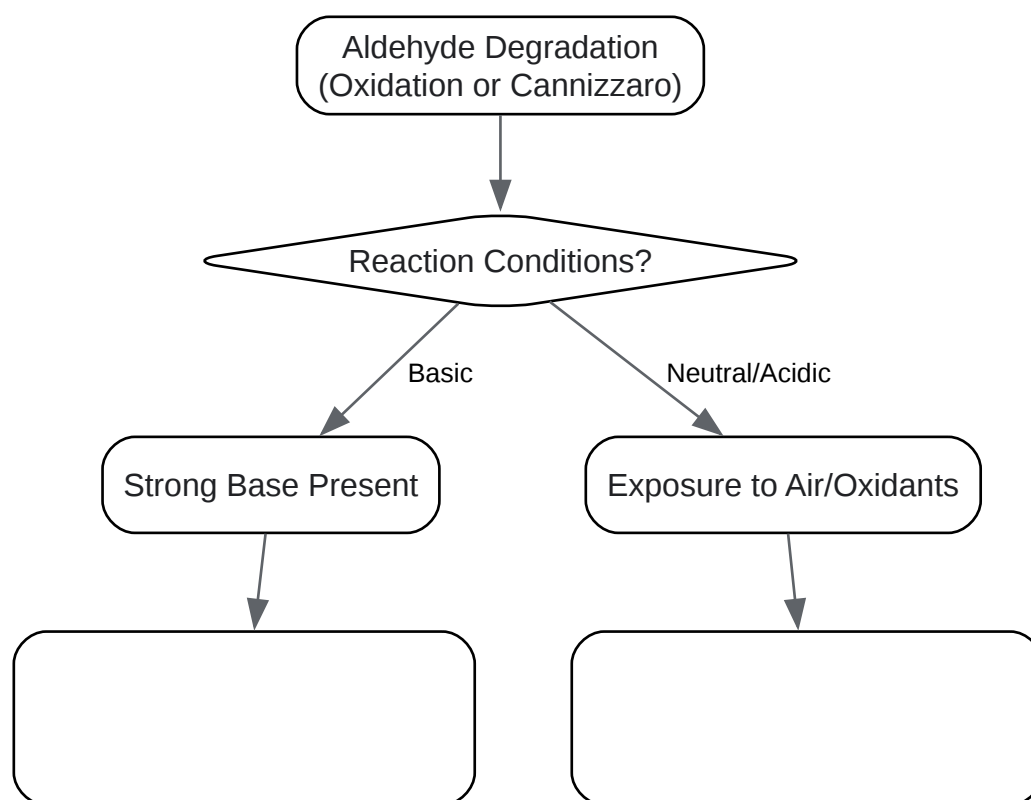 Aldehyde Degradation
(Oxidation or Cannizzaro)
Reaction Conditions?
Basic
Neutral/Acidic
Strong Base Present
Exposure to Air/Oxidants